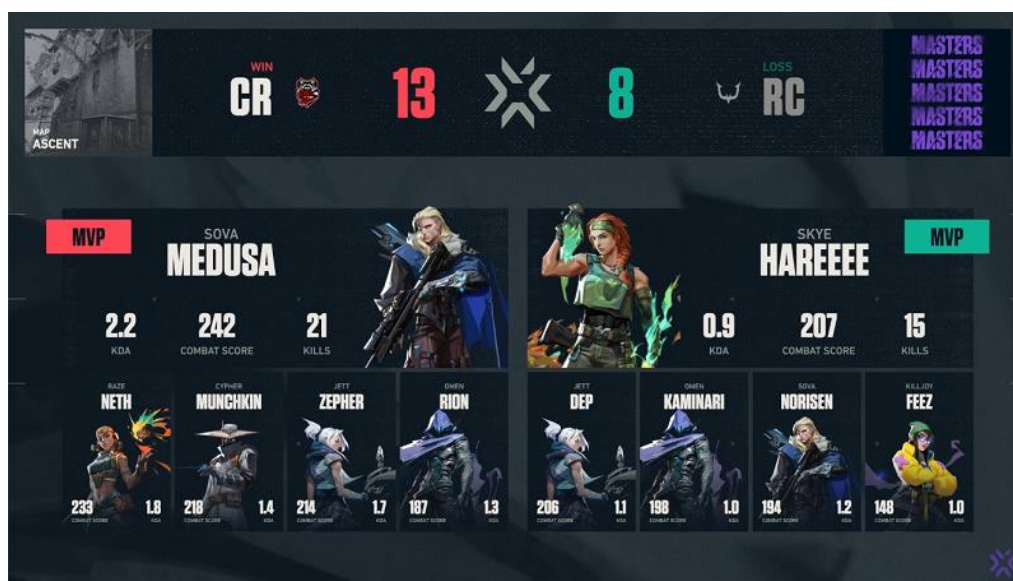 WIN
CR
13
8
LOSS
RC
MASTERS
MASTERS
MASTERS
MASTERS
MASTERS
MAP
ASCENT
MVP
SOVA
MEDUSA
2.2
KDA
242
COMBAT SCORE
21
KILLS
SKYE
HAREEEE
MVP
0.9
KDA
207
COMBAT SCORE
15
KILLS
RAZE
NETH
233
COMBAT SCORE
1.8
KDA
CYPHER
MUNCHKIN
218
COMBAT SCORE
1.4
KDA
JETT
ZEPHER
214
COMBAT SCORE
1.7
KDA
OMEN
RION
187
COMBAT SCORE
1.3
KDA
JETT
DEP
206
COMBAT SCORE
1.1
KDA
OMEN
KAMINARI
198
COMBAT SCORE
1.0
KDA
SOVA
NORISEN
194
COMBAT SCORE
1.2
KDA
KILLJOY
FEEZ
148
COMBAT SCORE
1.0
KDA